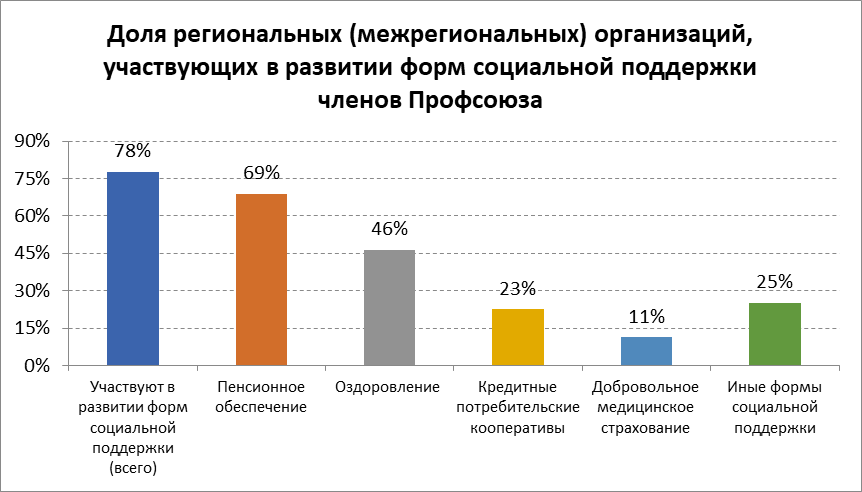 Доля региональных (межрегиональных) организаций,
участвующих в развитии форм социальной поддержки
членов Профсоюза
90%
75%
60%
45%
30%
15%
0%
78%
69%
46%
23%
11%
25%
Участвуют в
развитии форм
социальной
поддержки
(всего)
Пенсионное
обеспечение
Оздоровление
Кредитные
потребительские
кооперативы
Добровольное
медицинское
страхование
Иные формы
социальной
поддержки